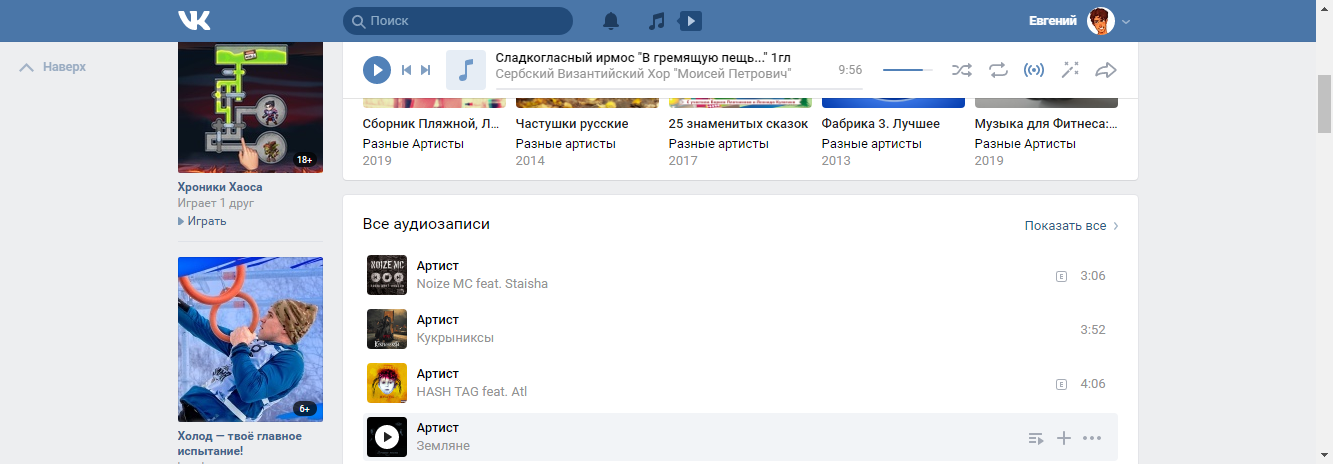 Поиск
Евгений
Наверх
Сладкогласный ирмос "В гремящую пещь..." 1гл
Сербский Византийский Хор "Моисей Петрович"
9:56
18+
Хроники Хаоса
Играет 1 друг
Играть
6+
Холод — твоё главное
испытание!
Сборник Пляжной, Л...
Разные Артисты
2019
Частушки русские
Разные артисты
2014
25 знаменитых сказок
Разные артисты
2017
Фабрика 3. Лучшее
Разные артисты
2013
Музыка для Фитнеса:...
Разные Артисты
2019
Все аудиозаписи
Показать все
NOIZE MC
Артист
Noize MC feat. Staisha
E
3:06
Артист
Кукрыниксы
3:52
Артист
HASH TAG feat. Atl
E
4:06
Артист
Земляне